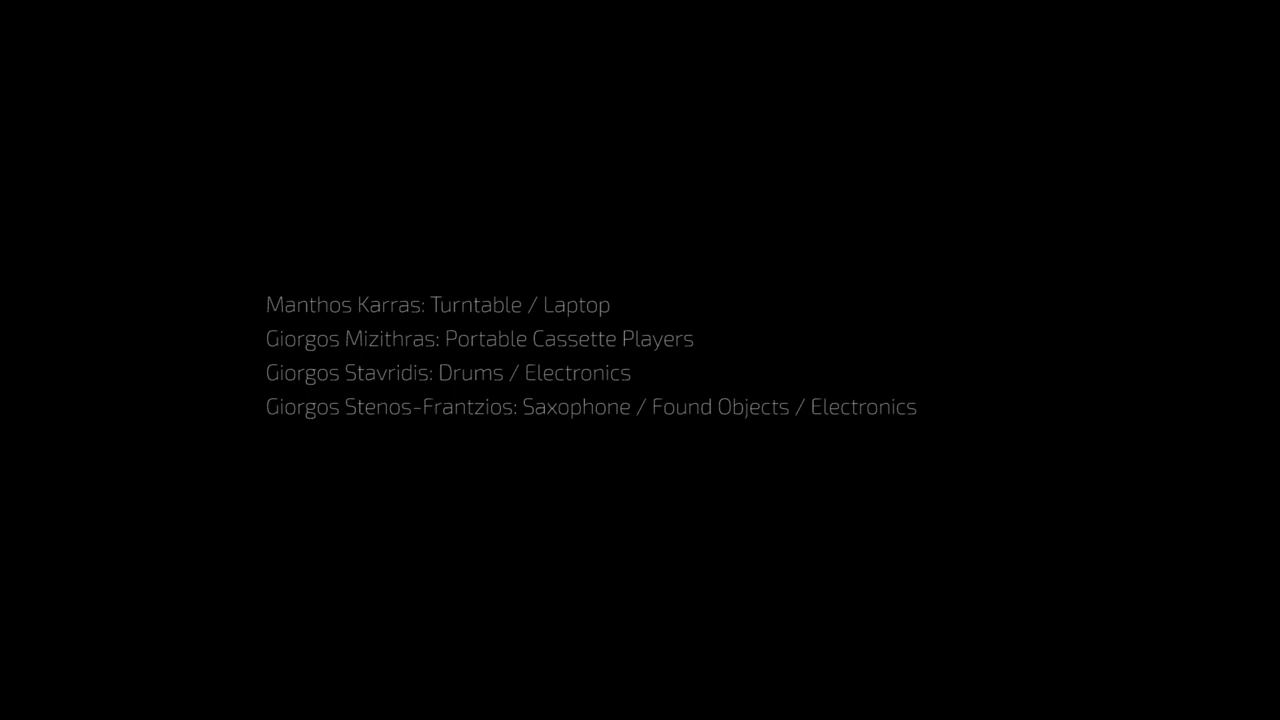 Manthos Karras: Turntable / Laptop
Giorgos Mizithras: Portable Cassette Players
Giorgos Stavridis: Drums / Electronics
Giorgos Stenos-Frantzios: Saxophone / Found Objects / Electronics